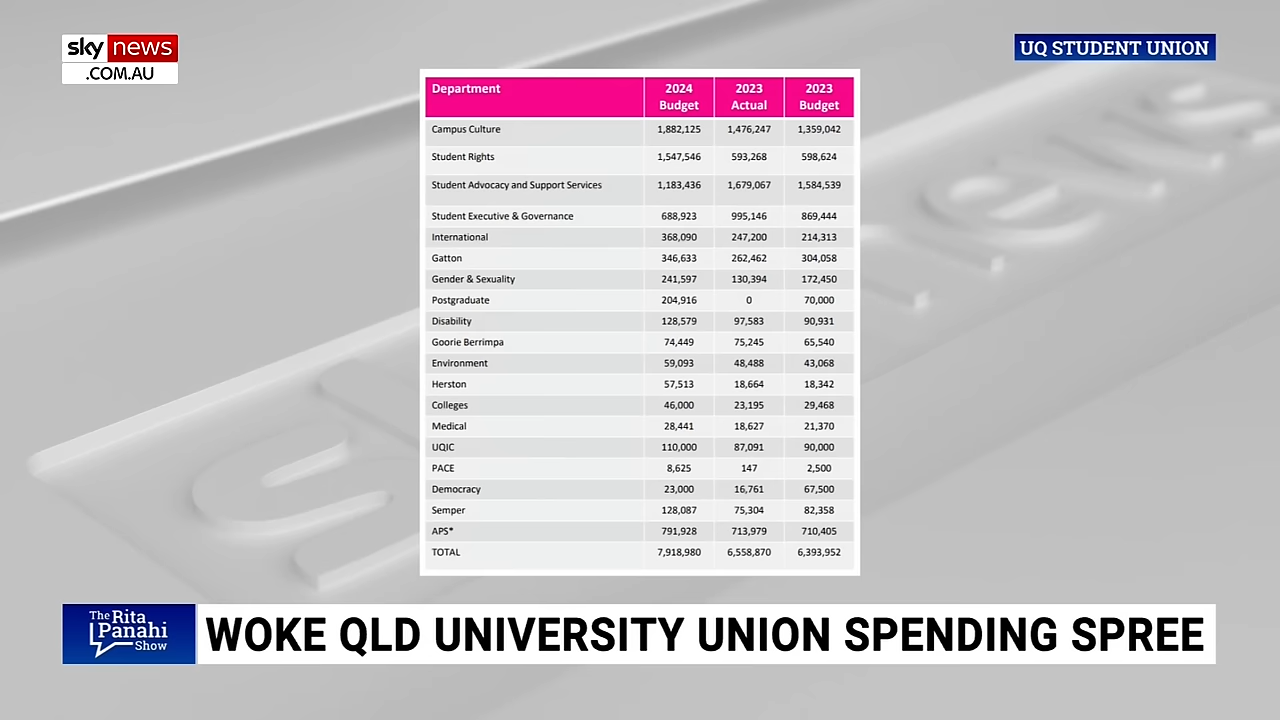 sky news
.COM.AU
UQ STUDENT UNION
Department 2024 Budget 2023 Actual 2023 Budget
Campus Culture 1,882,125 1,476,247 1,359,042
Student Rights 1,547,546 593,268 598,624
Student Advocacy and Support Services 1,183,436 1,679,067 1,584,539
Student Executive & Governance 688,923 995,146 869,444
International 368,090 247,200 214,313
Gatton 346,633 262,462 304,058
Gender & Sexuality 241,597 130,394 172,450
Postgraduate 204,916 0 70,000
Disability 128,579 97,583 90,931
Goorie Berrimpa 74,449 75,245 65,540
Environment 59,093 48,488 43,068
Herston 57,513 18,664 18,342
Colleges 46,000 23,195 29,468
Medical 28,441 18,627 21,370
UQIC 110,000 87,091 90,000
PACE 8,625 147 2,500
Democracy 23,000 16,761 67,500
Semper 128,087 75,304 82,358
APS* 791,928 713,979 710,405
TOTAL 7,918,980 6,558,870 6,393,952
The Rita
Panahi
Show
WOKE QLD UNIVERSITY UNION SPENDING SPREE